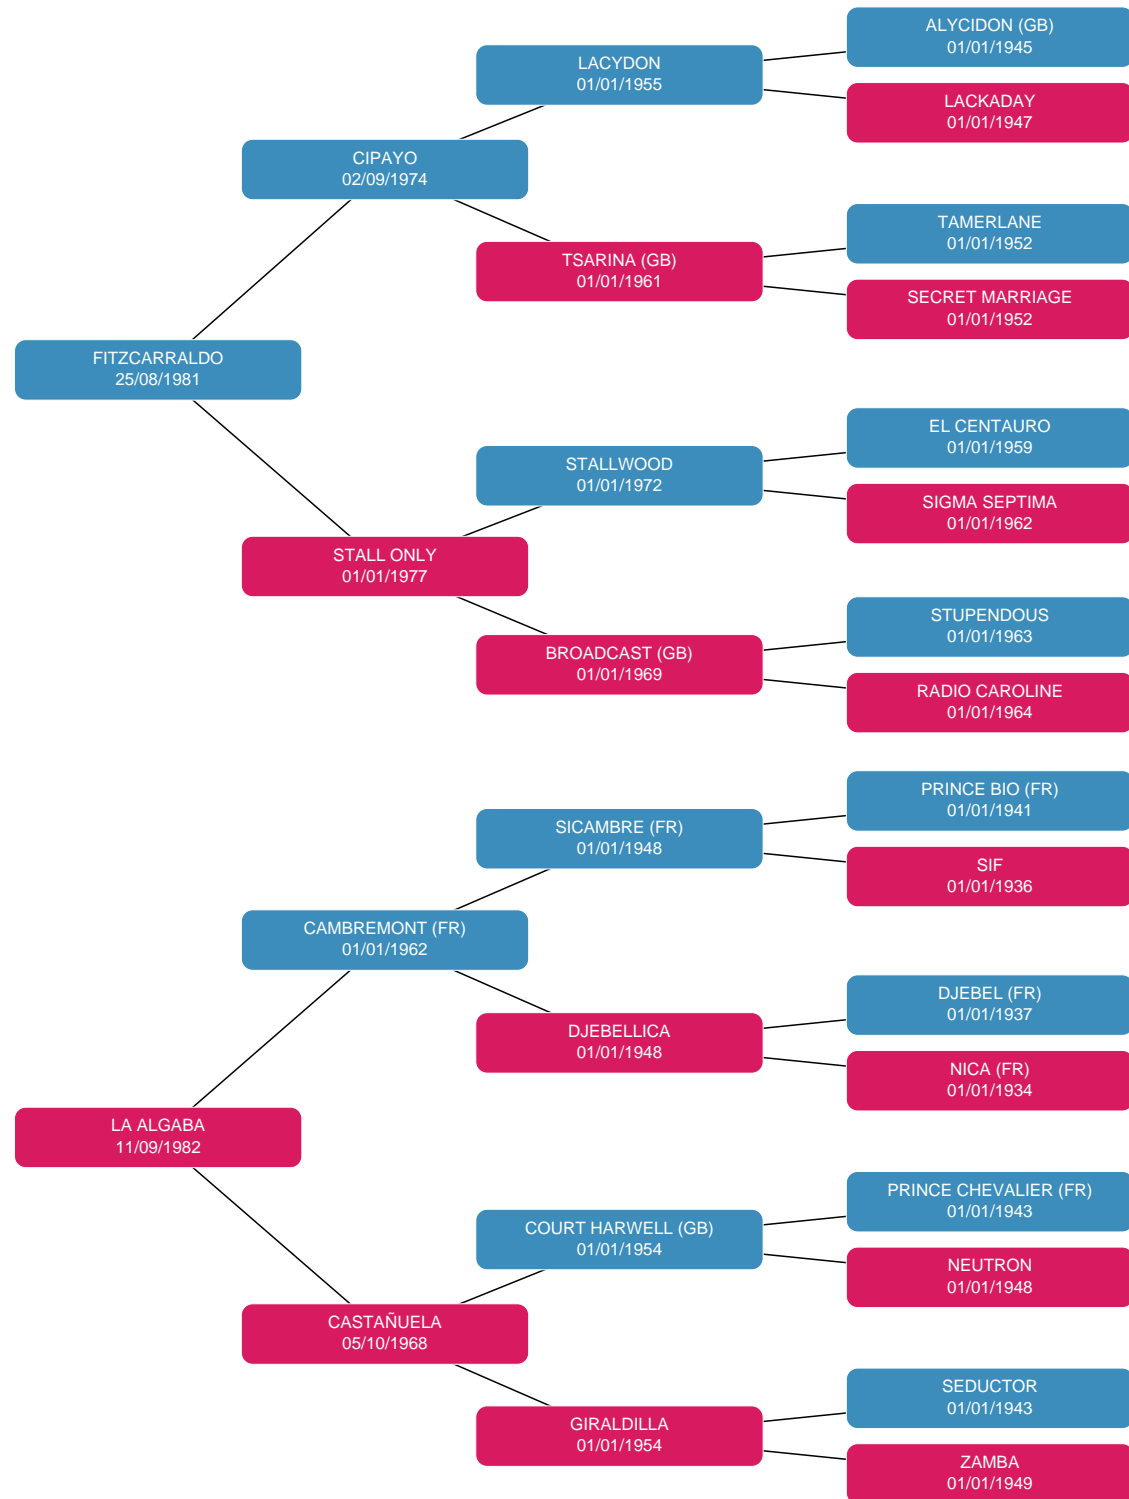 ALYCIDON (GB)
01/01/1945
LACYDON
01/01/1955
LACKADAY
01/01/1947
CIPAYO
02/09/1974
TAMERLANE
01/01/1952
TSARINA (GB)
01/01/1961
SECRET MARRIAGE
01/01/1952
FITZCARRALDO
25/08/1981
EL CENTAURO
01/01/1959
STALLWOOD
01/01/1972
SIGMA SEPTIMA
01/01/1962
STALL ONLY
01/01/1977
STUPENDOUS
01/01/1963
BROADCAST (GB)
01/01/1969
RADIO CAROLINE
01/01/1964
PRINCE BIO (FR)
01/01/1941
SICAMBRE (FR)
01/01/1948
SIF
01/01/1936
CAMBREMONT (FR)
01/01/1962
DJEBEL (FR)
01/01/1937
DJEBELLICA
01/01/1948
NICA (FR)
01/01/1934
LA ALGABA
11/09/1982
PRINCE CHEVALIER (FR)
01/01/1943
COURT HARWELL (GB)
01/01/1954
NEUTRON
01/01/1948
CASTAÑUELA
05/10/1968
SEDUCTOR
01/01/1943
GIRALDILLA
01/01/1954
ZAMBA
01/01/1949